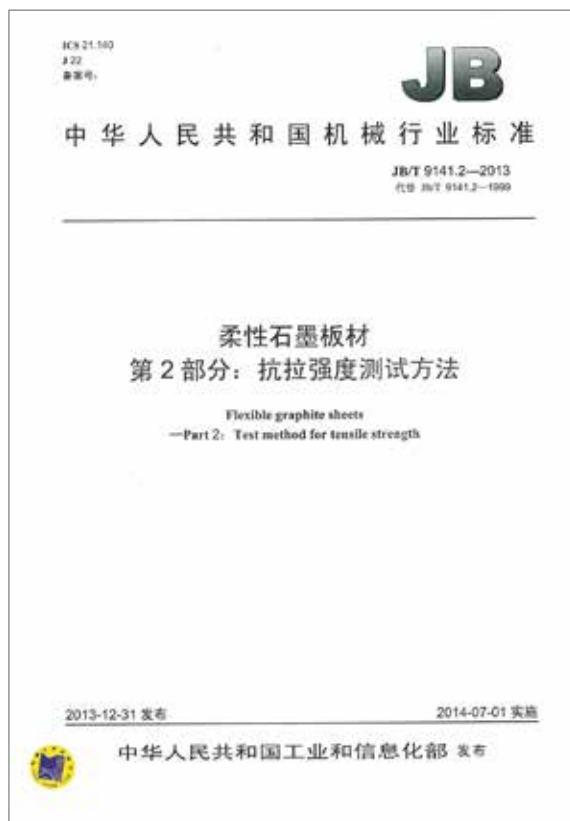 ICS 21.140
J 22
备案号：
JB
中华人民共和国机械行业标准
JB/T 9141.2—2013
代替 JB/T 9141.2—1999
柔性石墨板材
第2部分：抗拉强度测试方法
Flexible graphite sheets
—Part 2：Test method for tensile strength
2013-12-31 发布
2014-07-01 实施
中华人民共和国工业和信息化部 发布